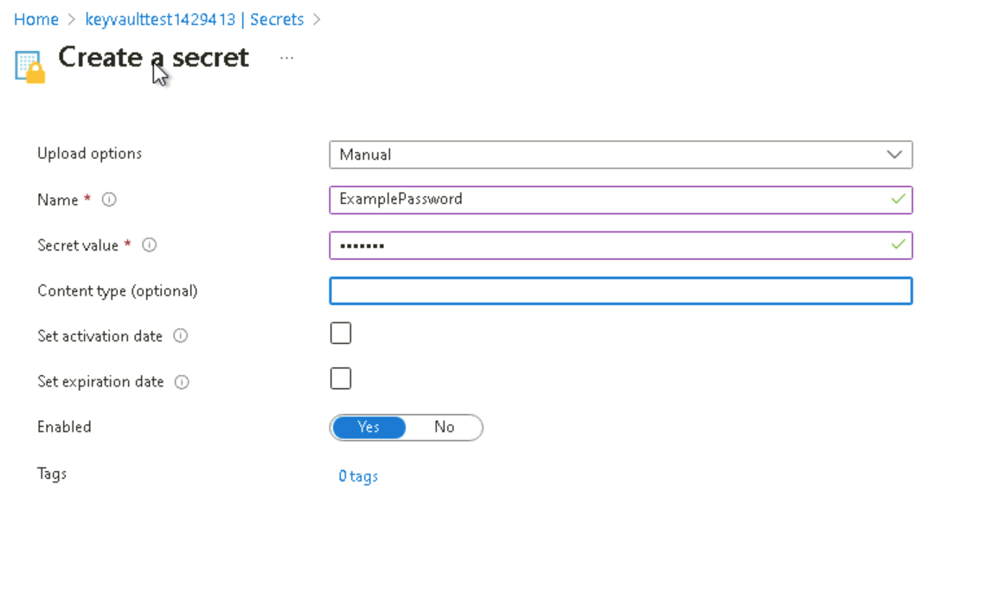 Home > keyvaulttest1429413 | Secrets >
Create a secret ...
Upload options
Manual
Name *
ExamplePassword
Secret value *
•••••••
Content type (optional)
Set activation date
Set expiration date
Enabled
Yes No
Tags
0 tags